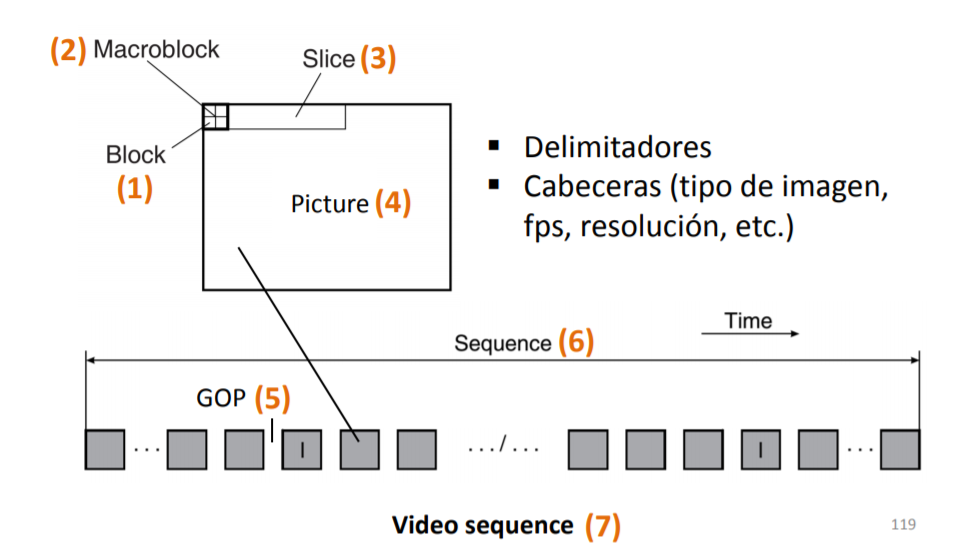 (2) Macroblock
Slice (3)
Block
(1)
Picture (4)
▪ Delimitadores
▪ Cabeceras (tipo de imagen,
fps, resolución, etc.)
Time
Sequence (6)
GOP (5)
... I .../... I ...
Video sequence (7)
119